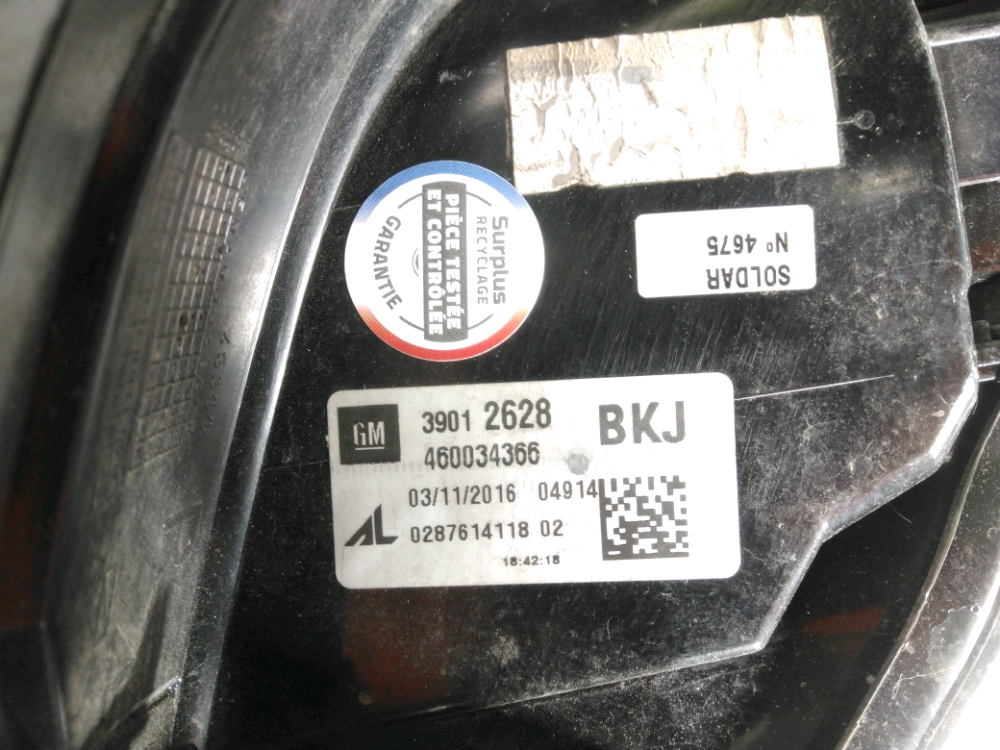 Surplus
RECYCLAGE
PIÈCE TESTÉE
ET CONTRÔLÉE
GARANTIE
SOLDAR
Nº 4675
GM
3901 2628
BKJ
460034366
03/11/2016 04914
AL
0287614118 02
18:42:18